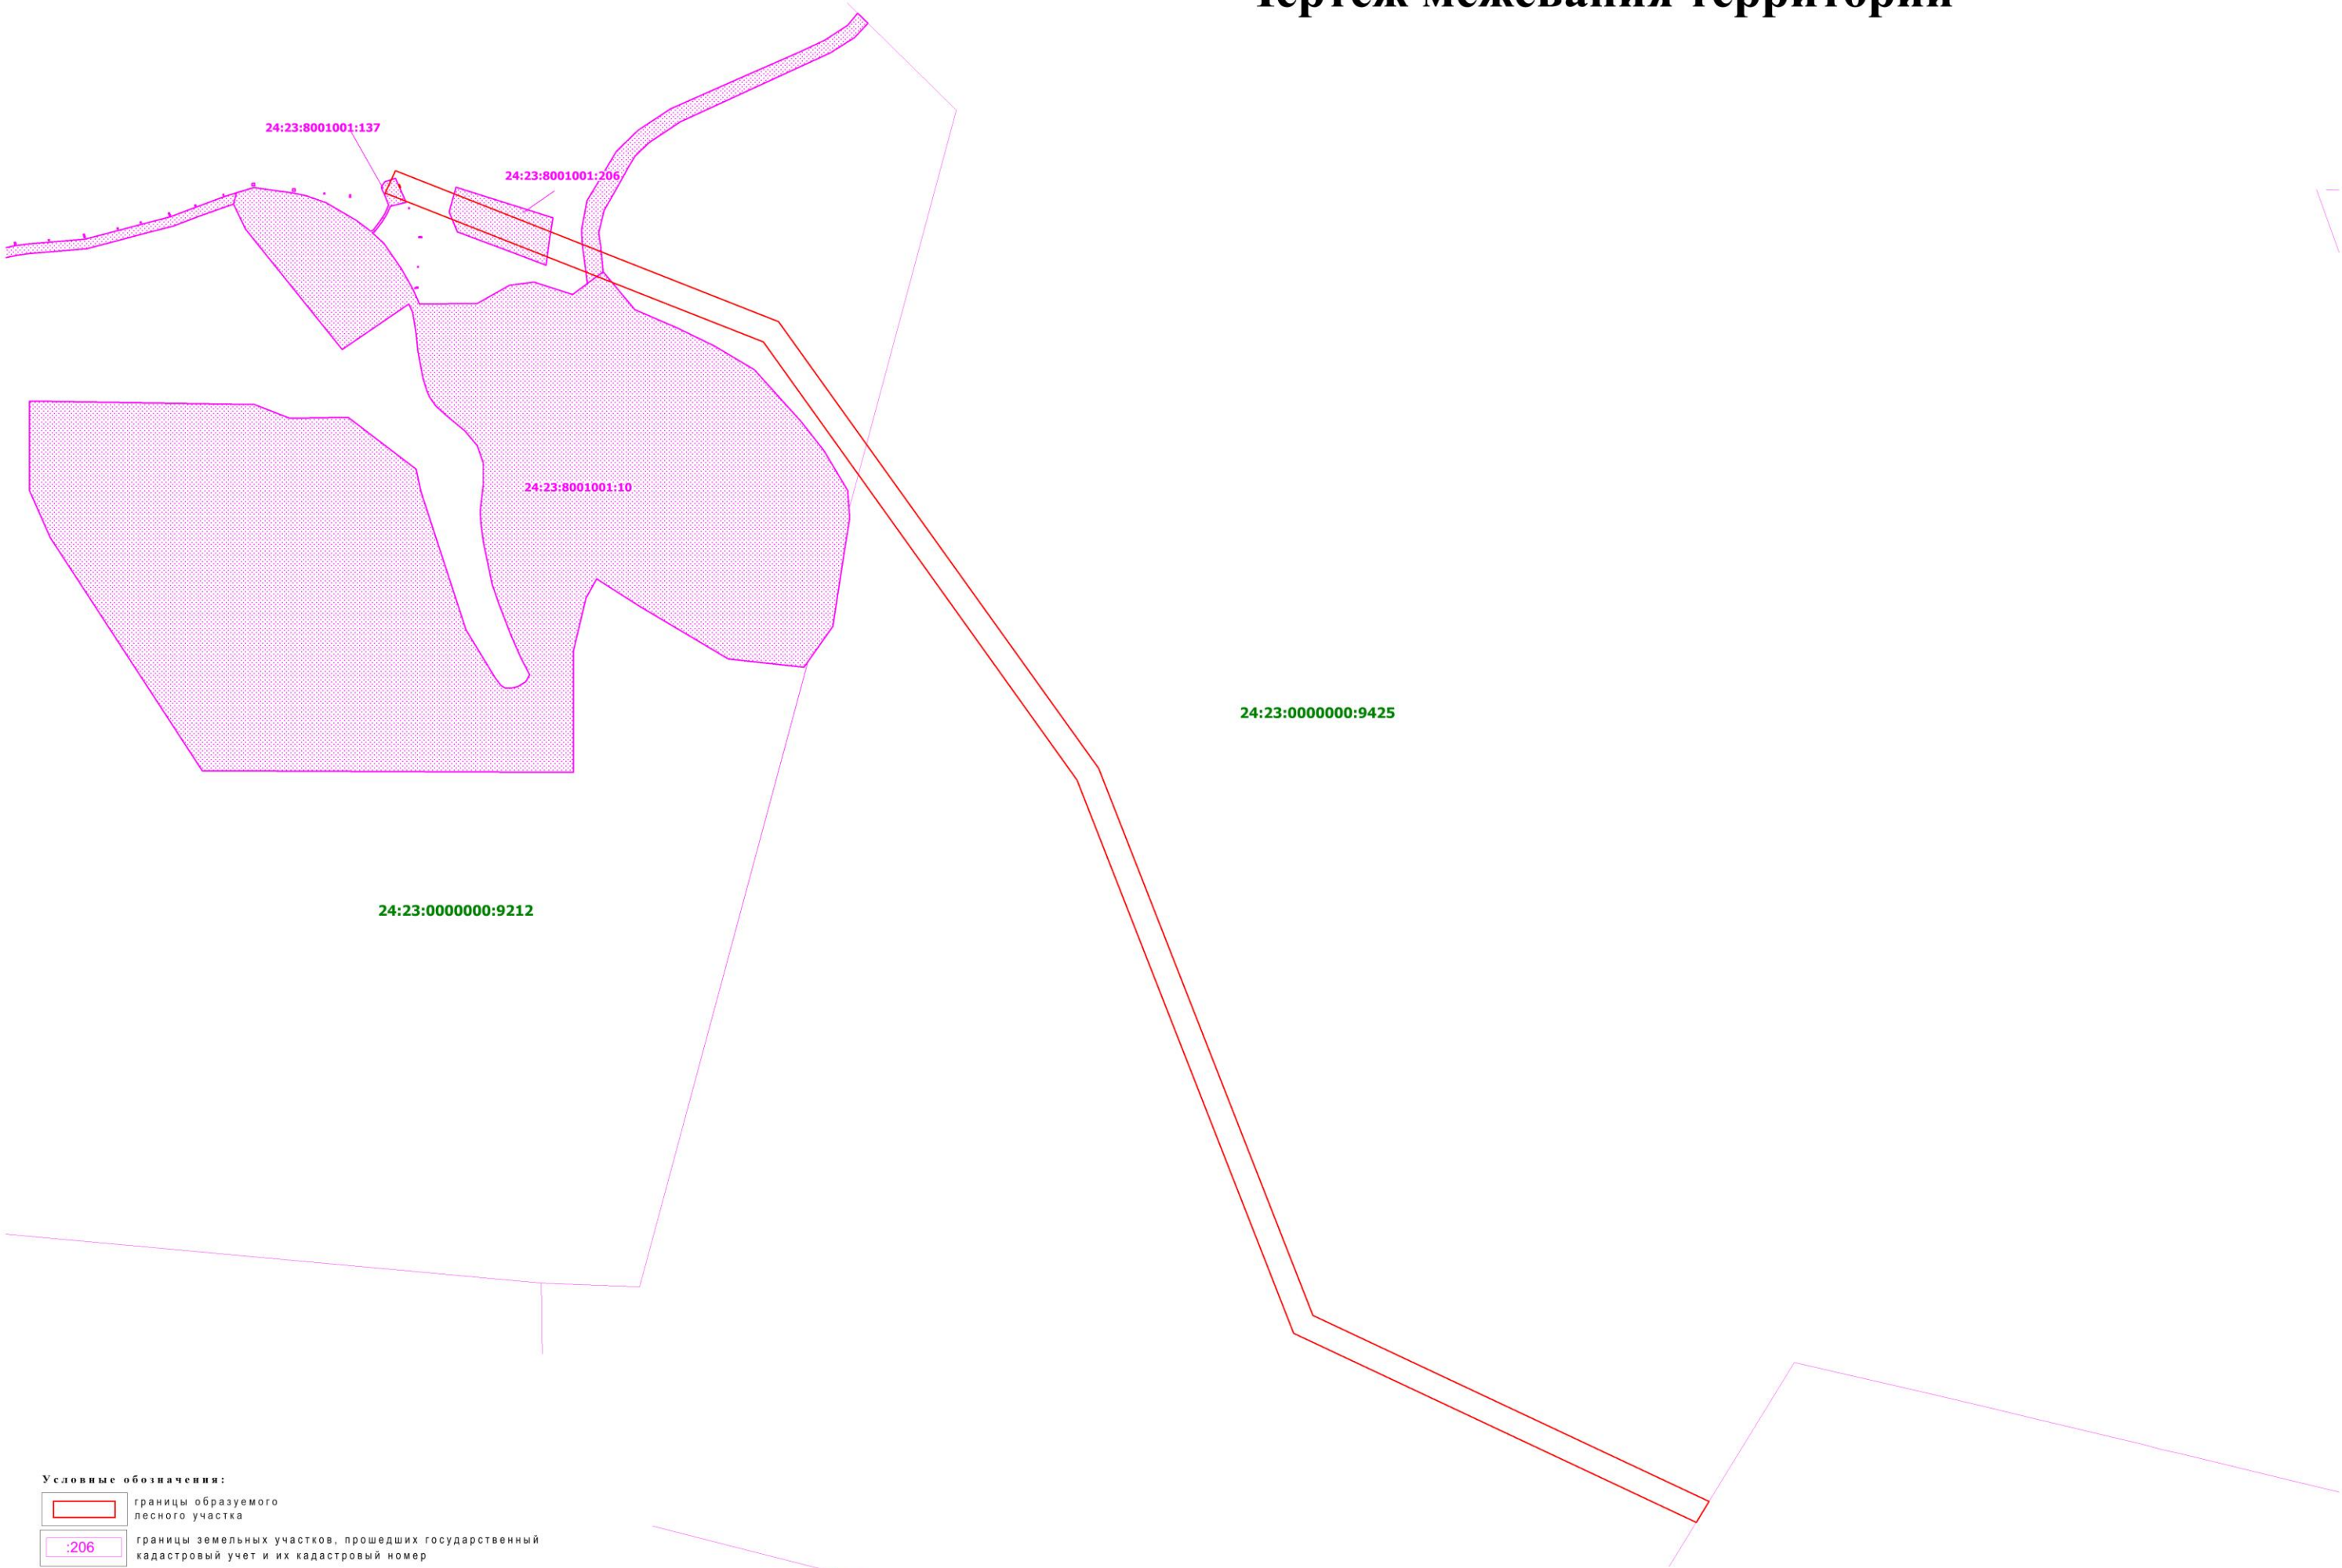 Чертеж межевания территории
24:23:8001001:137
24:23:8001001:206
24:23:8001001:10
24:23:0000000:9425
24:23:0000000:9212
Условные обозначения:
границы образуемого
лесного участка
:206
границы земельных участков, прошедших государственный
кадастровый учет и их кадастровый номер